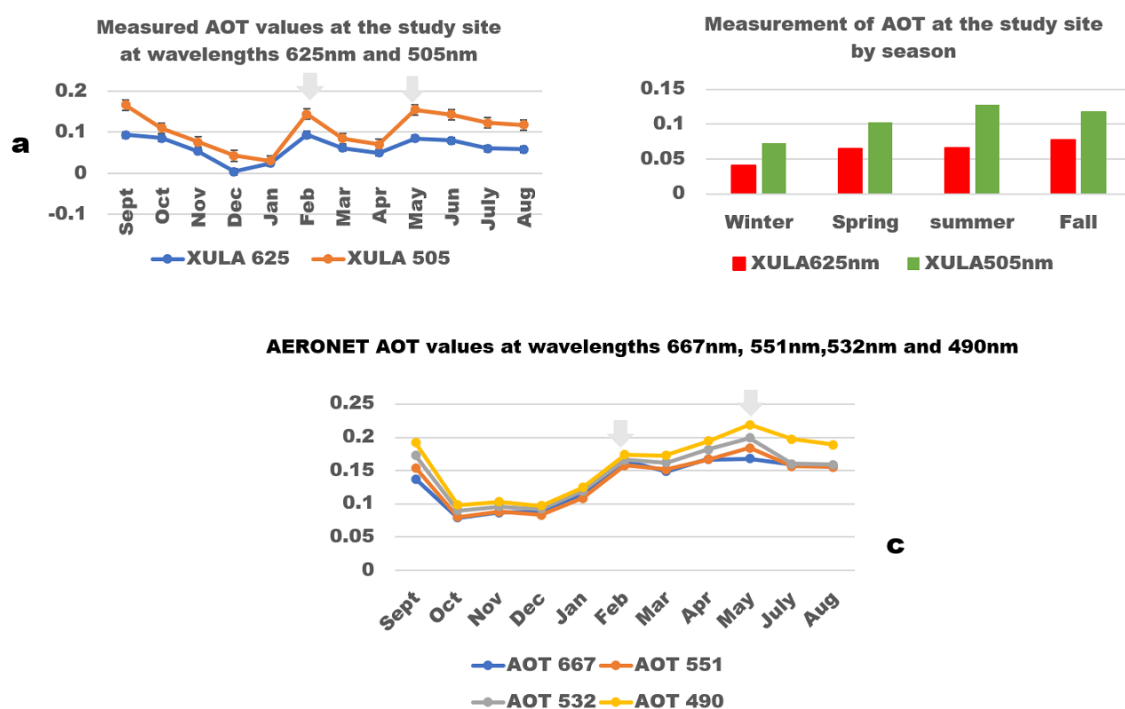 Measured AOT values at the study site
at wavelengths 625nm and 505nm
0.2
0.1
0
-0.1
Sept
Oct
Nov
Dec
Jan
Feb
Mar
Apr
May
Jun
July
Aug
XULA 625 XULA 505
a
Measurement of AOT at the study site
by season
0.15
0.1
0.05
0
Winter Spring summer Fall
XULA625nm XULA505nm
AERONET AOT values at wavelengths 667nm, 551nm,532nm and 490nm
0.25
0.2
0.15
0.1
0.05
0
Sept
Oct
Nov
Dec
Jan
Feb
Mar
Apr
May
July
Aug
AOT 667 AOT 551
AOT 532 AOT 490
c